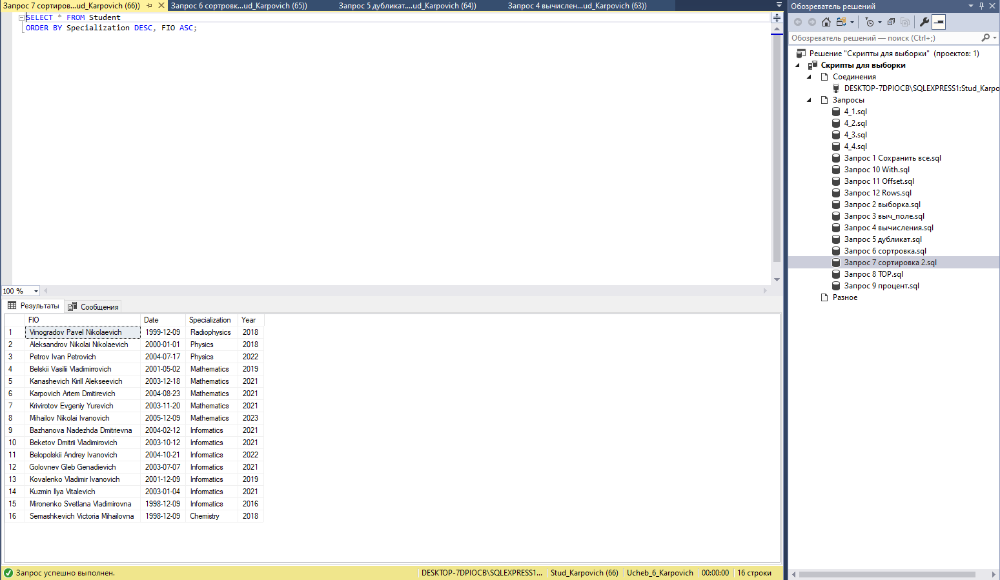 Запрос 7 сортиров...ud_Karpovich (66))
Запрос 6 сортровк...ud_Karpovich (65))
Запрос 5 дубликат....ud_Karpovich (64))
Запрос 4 вычислен...ud_Karpovich (63))
SELECT * FROM Student
ORDER BY Specialization DESC, FIO ASC;
100 %
Результаты
Сообщения
FIO Date Specialization Year
1 Vinogradov Pavel Nikolaevich 1999-12-09 Radiophysics 2018
2 Aleksandrov Nikolai Nikolaevich 2000-01-01 Physics 2018
3 Petrov Ivan Petrovich 2004-07-17 Physics 2022
4 Belskii Vasilii Vladimirrovich 2001-05-02 Mathematics 2019
5 Kanashevich Kirill Alekseevich 2003-12-18 Mathematics 2021
6 Karpovich Artem Dmitirevich 2004-08-23 Mathematics 2021
7 Krivirotov Evgeniy Yurevich 2003-11-20 Mathematics 2021
8 Mihailov Nikolai Ivanovich 2005-12-09 Mathematics 2023
9 Bazhanova Nadezhda Dmitrievna 2004-02-12 Informatics 2021
10 Beketov Dmitrii Vladimirovich 2003-10-12 Informatics 2021
11 Belopolskii Andrey Ivanovich 2004-10-21 Informatics 2022
12 Golovnev Gleb Genadievich 2003-07-07 Informatics 2021
13 Kovalenko Vladimir Ivanovich 2001-12-09 Informatics 2019
14 Kuzmin Ilya Vitalevich 2003-01-04 Informatics 2021
15 Mironenko Svetlana Vladimirovna 1998-12-09 Informatics 2016
16 Semashkevich Victoria Mihailovna 1998-12-09 Chemistry 2018
Запрос успешно выполнен.
DESKTOP-7DPIOCB\SQLEXPRESS1...
Stud_Karpovich (66)
Ucheb_6_Karpovich
00:00:00
16 строки
Обозреватель решений
Обозреватель решений — поиск (Ctrl+;)
Решение "Скрипты для выборки" (проектов: 1)
Скрипты для выборки
Соединения
DESKTOP-7DPIOCB\SQLEXPRESS1:Stud_Karpo
Запросы
4_1.sql
4_2.sql
4_3.sql
4_4.sql
Запрос 1 Сохранить все.sql
Запрос 10 With.sql
Запрос 11 Offset.sql
Запрос 12 Rows.sql
Запрос 2 выборка.sql
Запрос 3 выч_поле.sql
Запрос 4 вычисления.sql
Запрос 5 дубликат.sql
Запрос 6 сортровка.sql
Запрос 7 сортировка 2.sql
Запрос 8 TOP.sql
Запрос 9 процент.sql
Разное